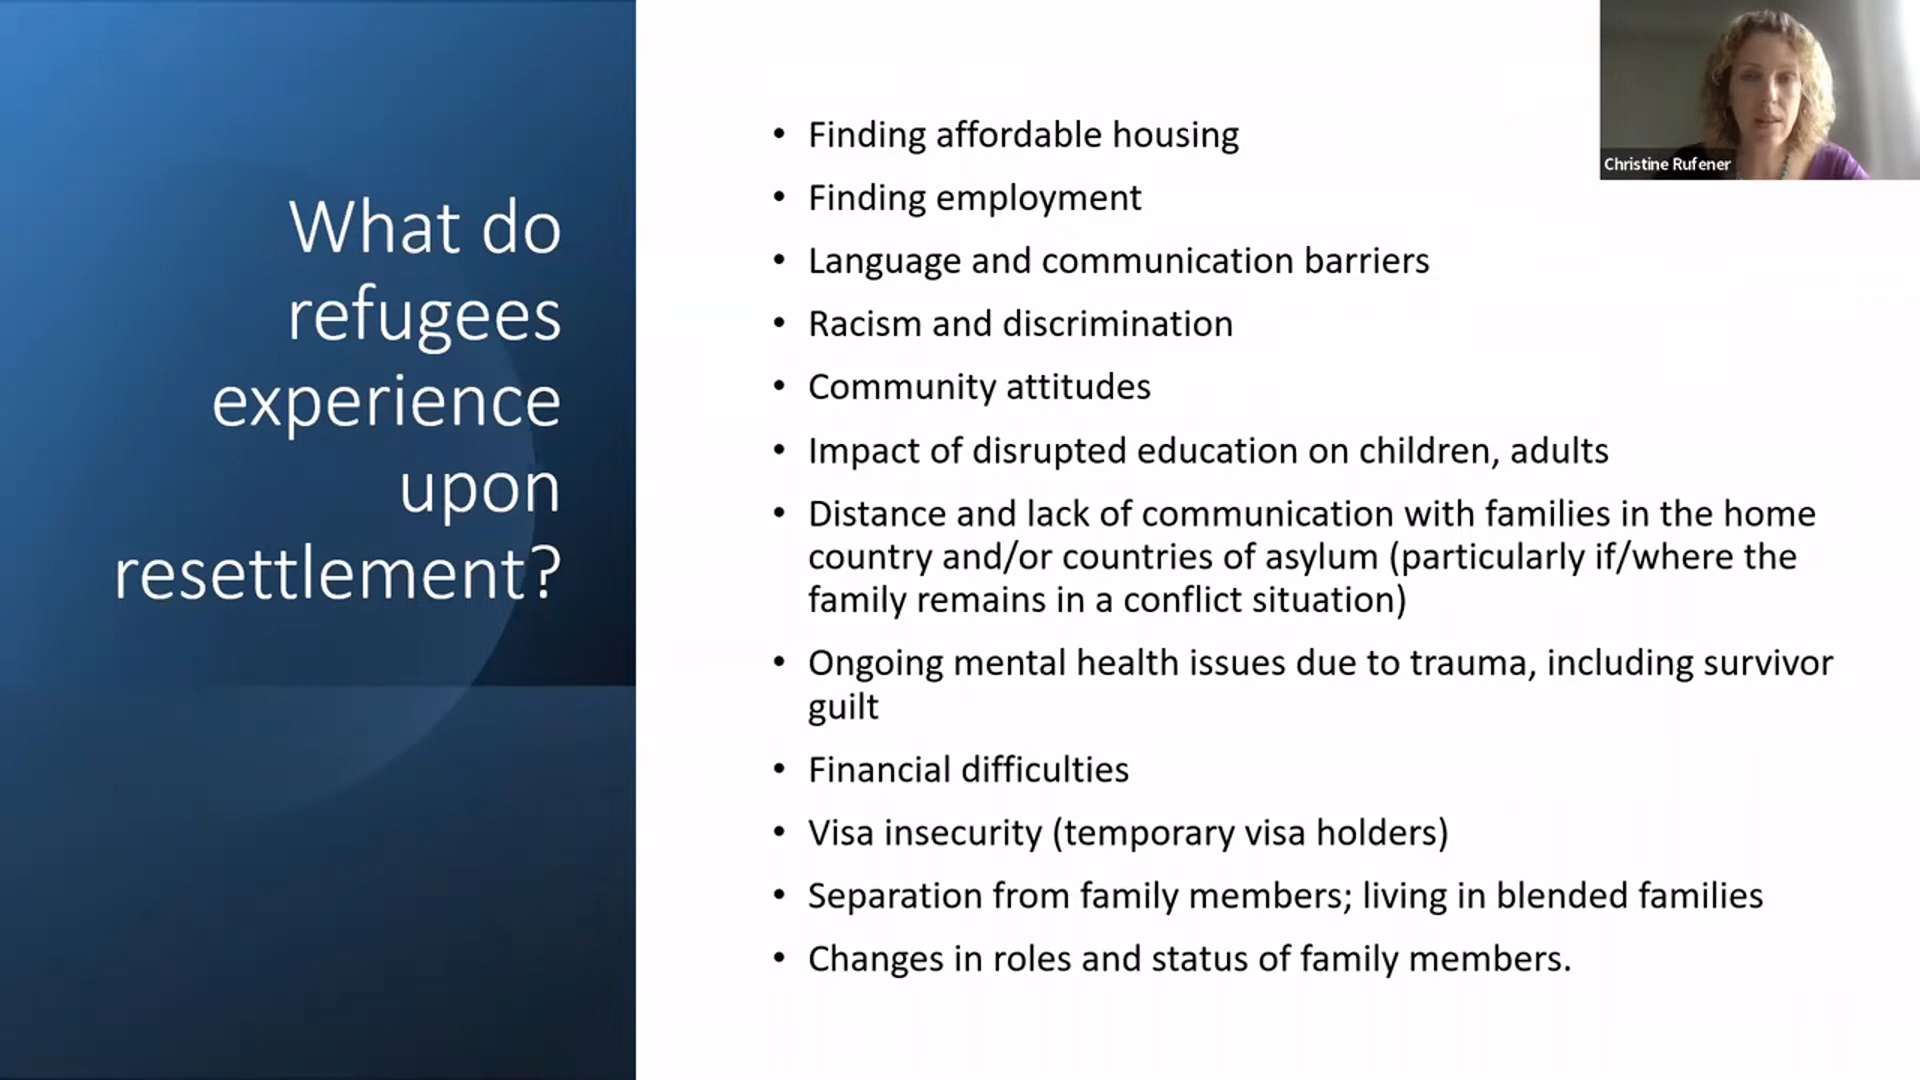 What do
refugees
experience
upon
resettlement?
• Finding affordable housing
• Finding employment
• Language and communication barriers
• Racism and discrimination
• Community attitudes
• Impact of disrupted education on children, adults
• Distance and lack of communication with families in the home
country and/or countries of asylum (particularly if/where the
family remains in a conflict situation)
• Ongoing mental health issues due to trauma, including survivor
guilt
• Financial difficulties
• Visa insecurity (temporary visa holders)
• Separation from family members; living in blended families
• Changes in roles and status of family members.
Christine Rufener